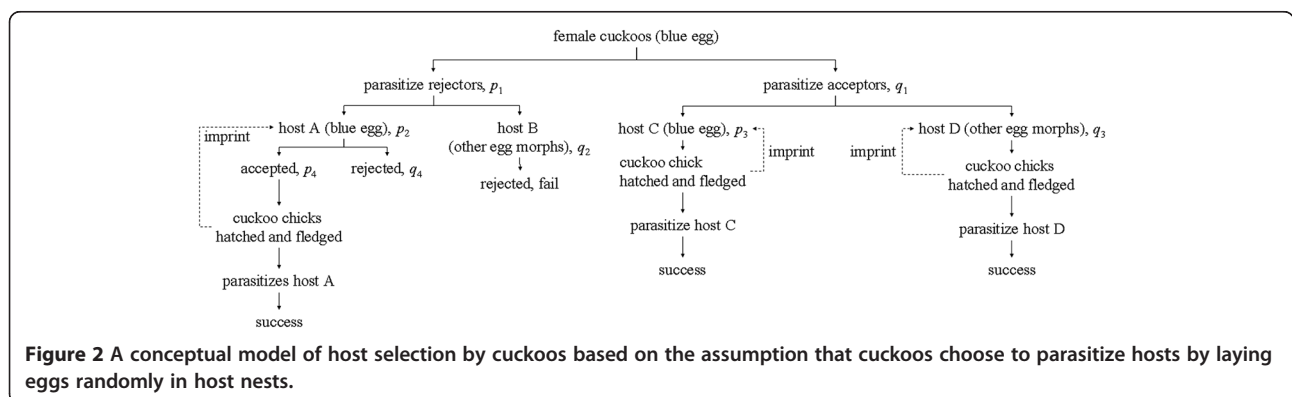 female cuckoos (blue egg)
parasitize rejectors, p1
parasitize acceptors, q1
imprint
host A (blue egg), p2
host B
(other egg morphs), q2
host C (blue egg), p3
imprint
imprint
host D (other egg morphs), q3
accepted, p4
rejected, q4
rejected, fail
cuckoo chick
hatched and fledged
cuckoo chicks
hatched and fledged
cuckoo chicks
hatched and fledged
parasitize host C
parasitize host D
parasitizes host A
success
success
success
Figure 2 A conceptual model of host selection by cuckoos based on the assumption that cuckoos choose to parasitize hosts by laying
eggs randomly in host nests.